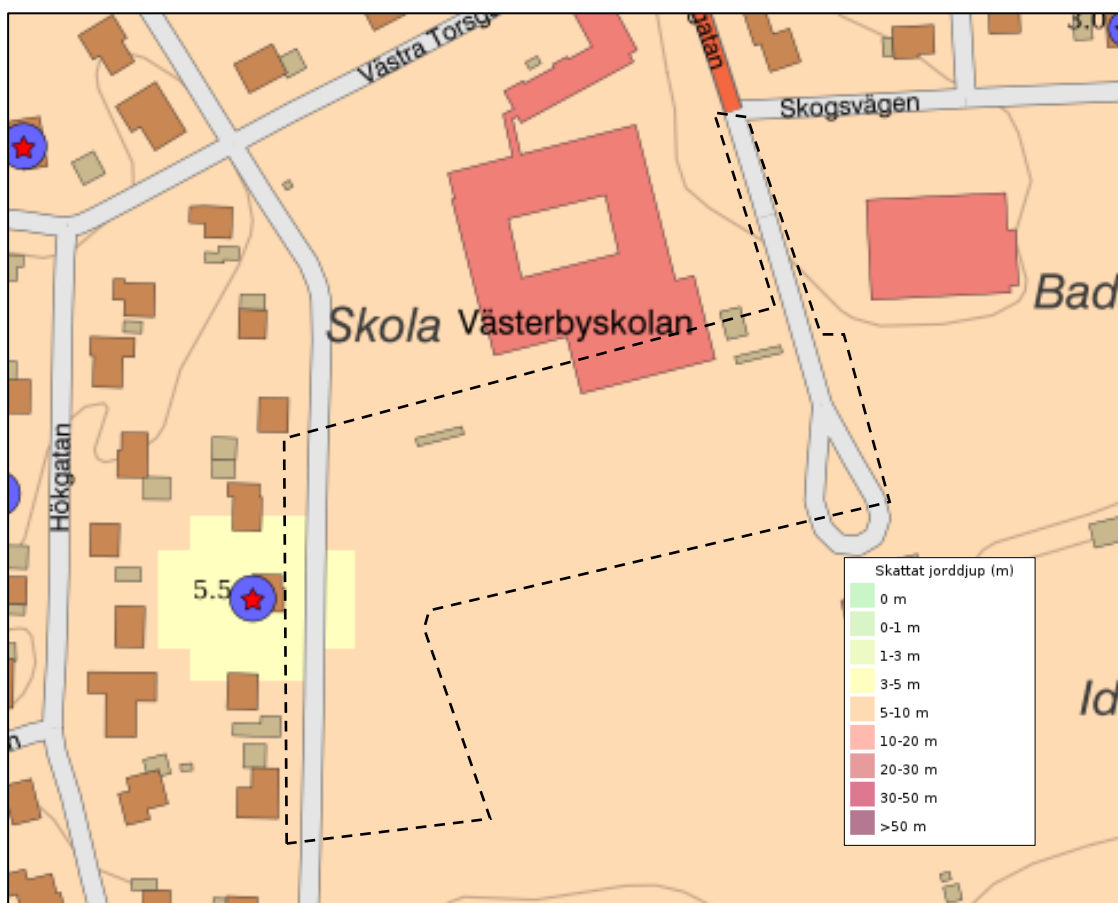 Västra Torsg
gatan
3.0
Skogsvägen
Bad
Skola
Västerbyskolan
Hökgatan
5.5
Id
n
Skattat jorddjup (m)
0 m
0-1 m
1-3 m
3-5 m
5-10 m
10-20 m
20-30 m
30-50 m
>50 m